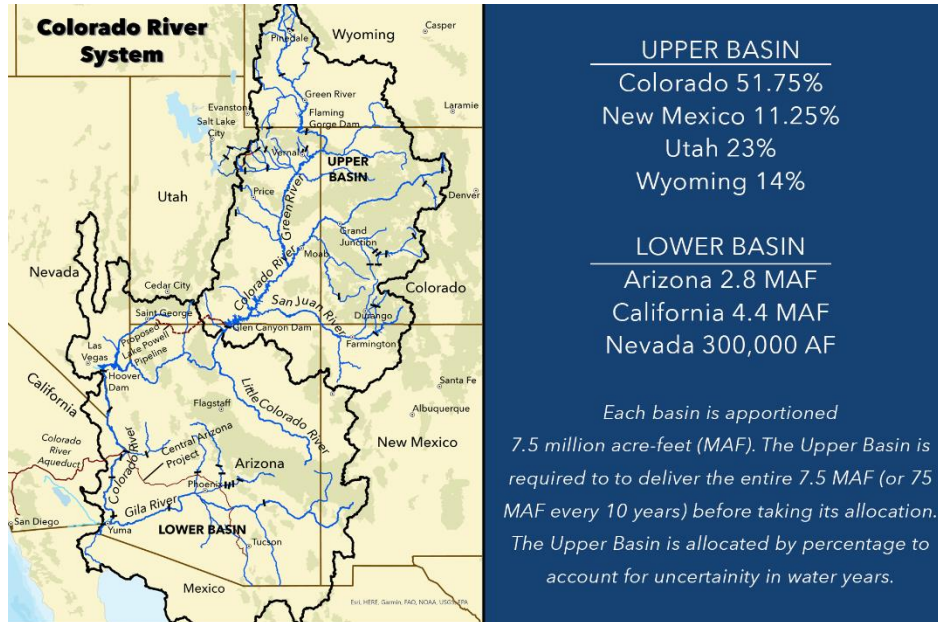 Colorado River
System
Wyoming
Casper
Pinedale
Green River
Evanston
Flaming
Gorge Dam
Laramie
Salt Lake
City
Vernal
UPPER
BASIN
Utah
Price
Green River
Denver
Grand
Junction
Moab
Nevada
Colorado River
Colorado
Cedar City
San Juan River
Durango
Saint George
Glen Canyon Dam
Proposed
Lake Powell
Pipeline
Farmington
Las
Vegas
Hoover
Dam
Santa Fe
California
Little Colorado River
Flagstaff
Albuquerque
New Mexico
Colorado
River
Aqueduct
Colorado River
Central Arizona
Project
Arizona
Phoenix
Gila River
San Diego
Yuma
LOWER BASIN
Tucson
Mexico
Esri, HERE, Garmin, FAO, NOAA, USGS, EPA
UPPER BASIN
Colorado 51.75%
New Mexico 11.25%
Utah 23%
Wyoming 14%
LOWER BASIN
Arizona 2.8 MAF
California 4.4 MAF
Nevada 300,000 AF
Each basin is apportioned
7.5 million acre-feet (MAF). The Upper Basin is
required to to deliver the entire 7.5 MAF (or 75
MAF every 10 years) before taking its allocation.
The Upper Basin is allocated by percentage to
account for uncertainity in water years.